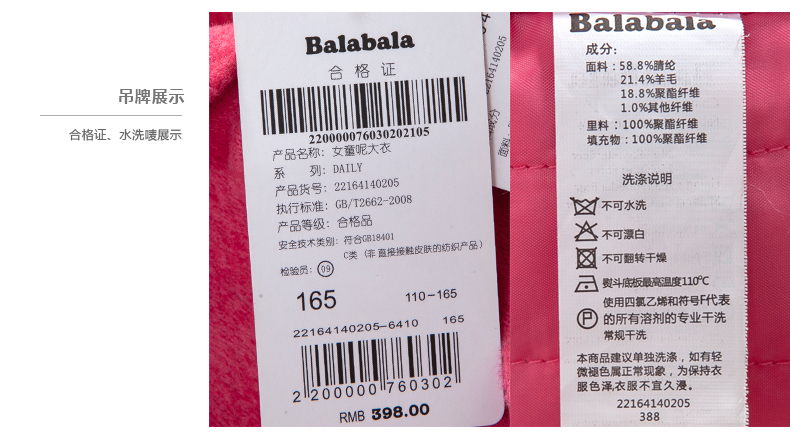 吊牌展示
合格证、水洗唛展示
Balabala
合格证
220000076030202105
产品名称: 女童呢大衣
系 列: DAILY
产品货号: 22164140205
执行标准: GB/T2662-2008
产品等级: 合格品
安全技术类别: 符合GB18401
C类 (非直接接触皮肤的纺织产品)
检验员: 09
165 110-165
22164140205-6410 165
2 200000 760302
RMB 398.00
22164140205
成分
面料:
Balabala
成分:
面料:58.8%腈纶
21.4%羊毛
18.8%聚酯纤维
1.0%其他纤维
里料:100%聚酯纤维
填充物:100%聚酯纤维
洗涤说明
不可水洗
不可漂白
不可翻转干燥
熨斗底板最高温度110℃
使用四氯乙烯和符号F代表
P 的所有溶剂的专业干洗
常规干洗
本商品建议单独洗涤，如有轻
微褪色属正常现象，为保持衣
服色泽,衣服不宜久浸。
22164140205
388